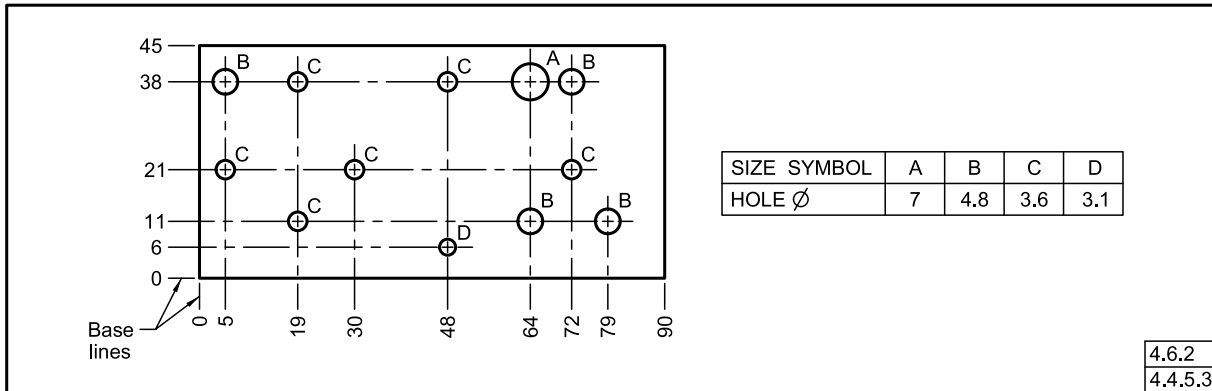 45
B C C A B
38
21 C C C
11 C B B
6 D
0
0 5 19 30 48 64 72 79 90
Base
lines
SIZE SYMBOL A B C D
HOLE Ø 7 4.8 3.6 3.1
4.6.2
4.4.5.3